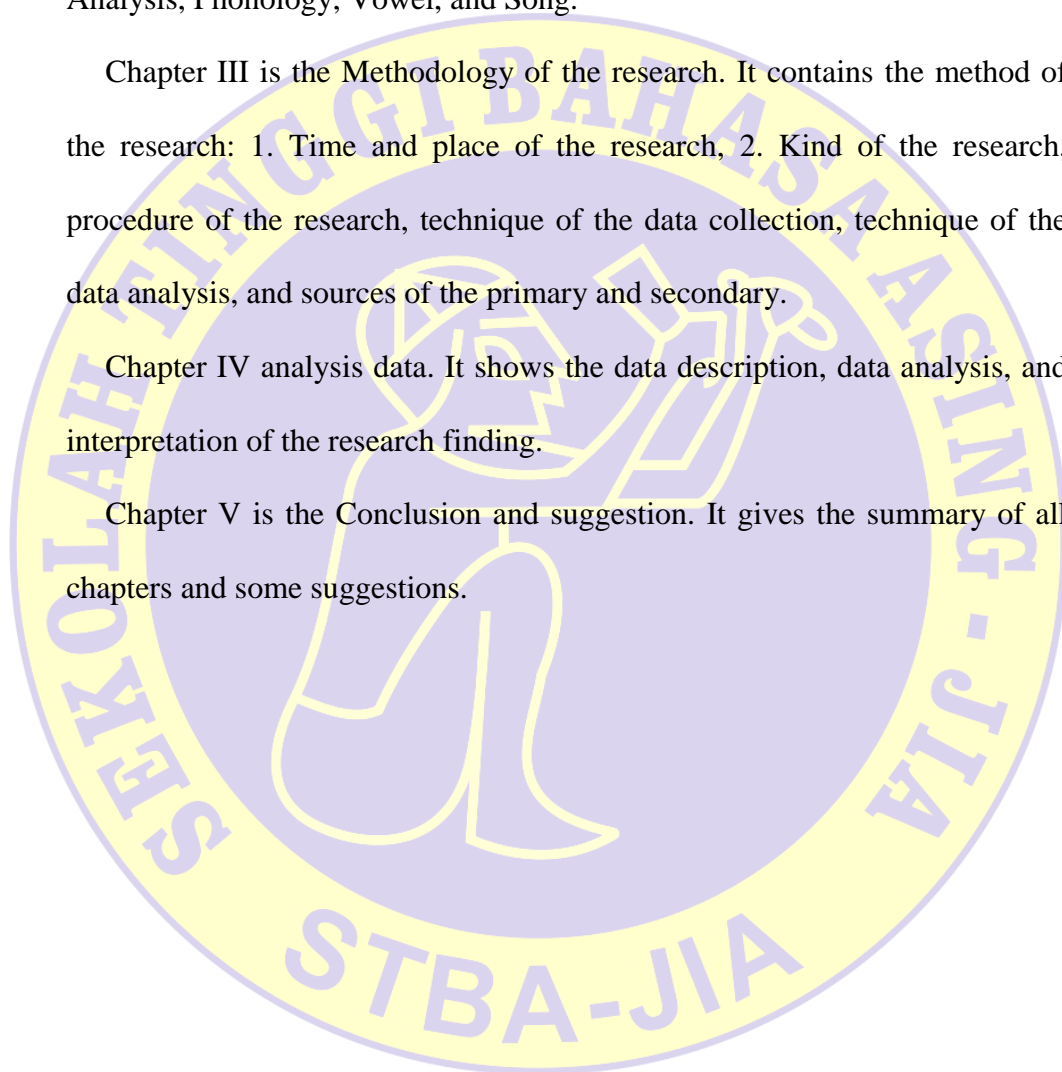 Analysis, Phonology, Vowel, and Song.
Chapter III is the Methodology of the research. It contains the method of
the research: 1. Time and place of the research, 2. Kind of the research,
procedure of the research, technique of the data collection, technique of the
data analysis, and sources of the primary and secondary.
Chapter IV analysis data. It shows the data description, data analysis, and
interpretation of the research finding.
Chapter V is the Conclusion and suggestion. It gives the summary of all
chapters and some suggestions.
SEKOLAH TINGGI BAHASA ASING - JIA
STBA-JIA